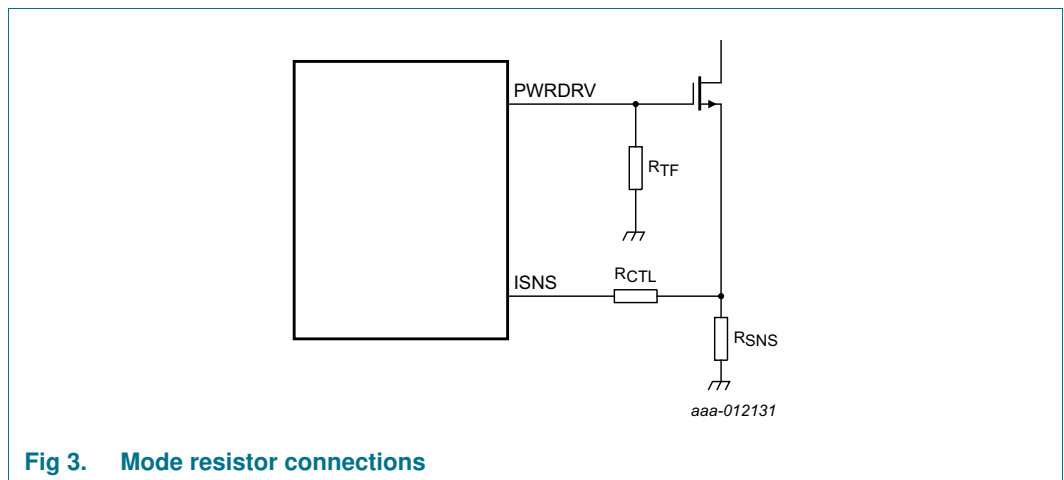 PWRDRV
RTF
ISNS
RCTL
RSNS
aaa-012131
Fig 3. Mode resistor connections